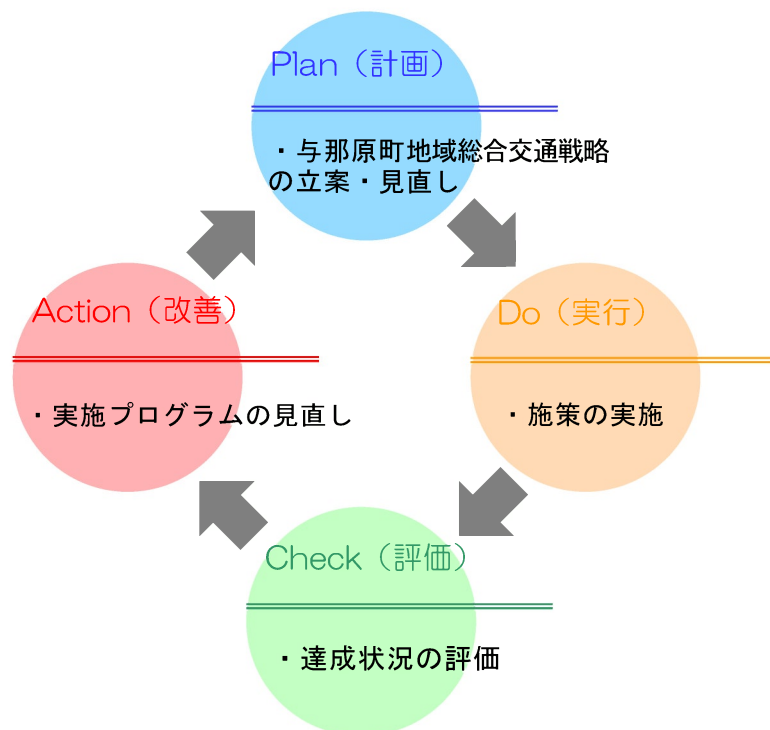 Plan（計画）
・与那原町地域総合交通戦略
の立案・見直し
Action（改善）
・実施プログラムの見直し
Do（実行）
・施策の実施
Check（評価）
・達成状況の評価